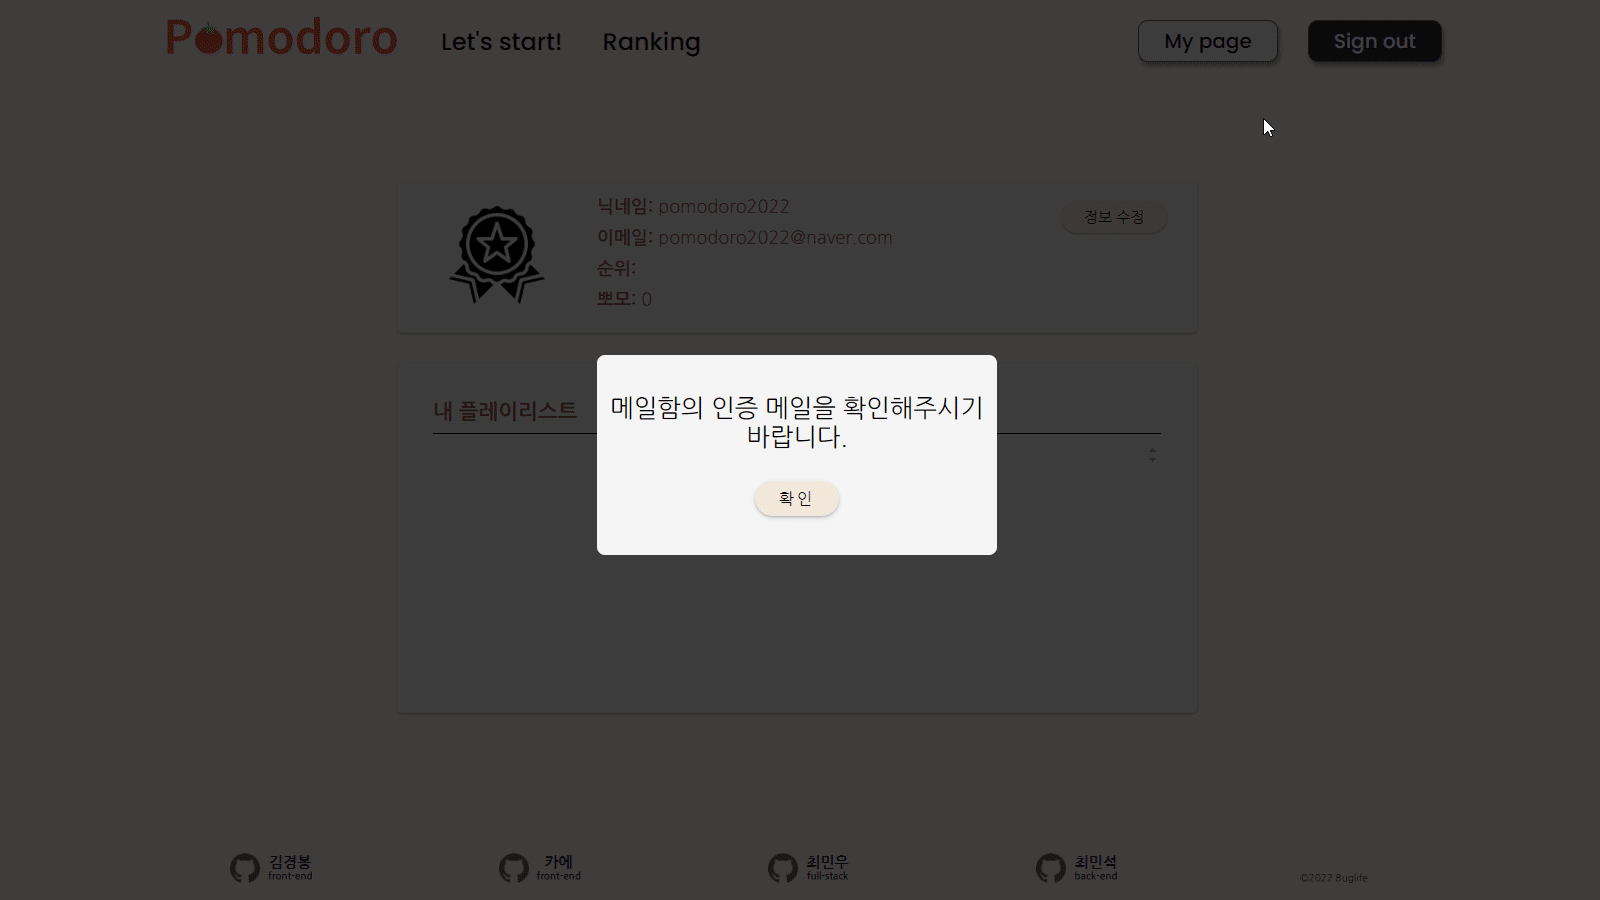 Pomodoro
Let's start!
Ranking
My page
Sign out
닉네임: pomodoro2022
이메일: pomodoro2022@naver.com
순위:
뽀모: 0
정보 수정
내 플레이리스트
메일함의 인증 메일을 확인해주시기
바랍니다.
확인
김경봉
front-end
카에
front-end
최민우
full-stack
최민석
back-end
©2022 Buglife